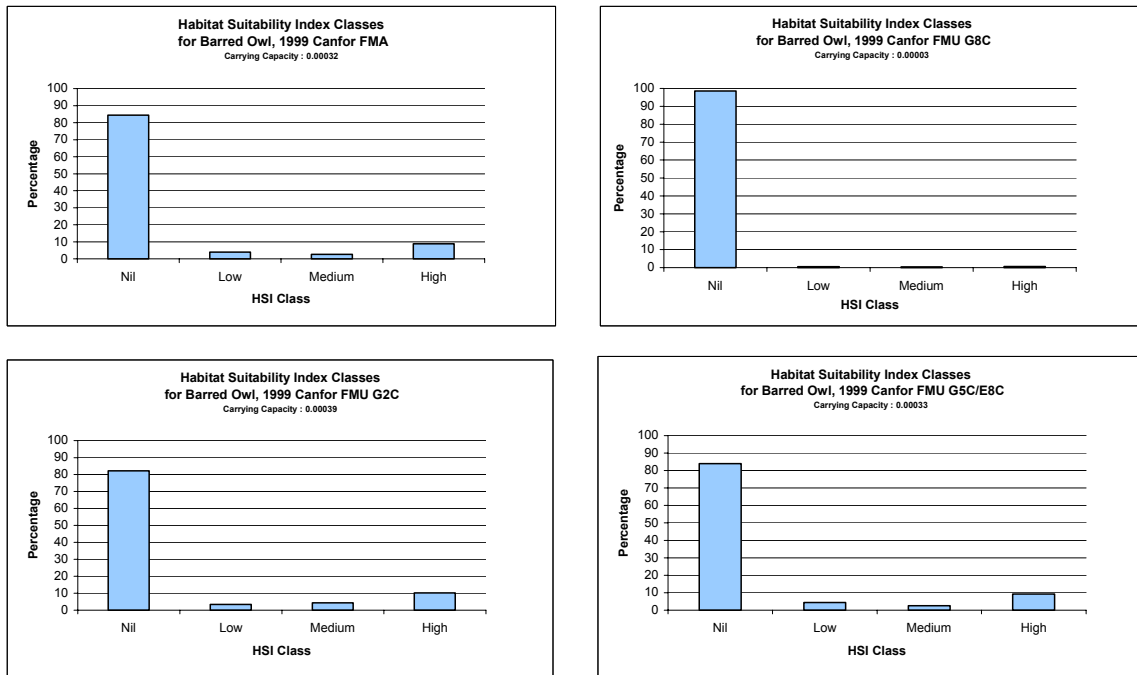 Habitat Suitability Index Classes
for Barred Owl, 1999 Canfor FMA
Carrying Capacity : 0.00032
100
90
80
70
60
50
40
30
20
10
0
Percentage
Nil Low Medium High
HSI Class
Habitat Suitability Index Classes
for Barred Owl, 1999 Canfor FMU G8C
Carrying Capacity : 0.00003
100
90
80
70
60
50
40
30
20
10
0
Percentage
Nil Low Medium High
HSI Class
Habitat Suitability Index Classes
for Barred Owl, 1999 Canfor FMU G2C
Carrying Capacity : 0.00039
100
90
80
70
60
50
40
30
20
10
0
Percentage
Nil Low Medium High
HSI Class
Habitat Suitability Index Classes
for Barred Owl, 1999 Canfor FMU G5C/E8C
Carrying Capacity : 0.00033
100
90
80
70
60
50
40
30
20
10
0
Percentage
Nil Low Medium High
HSI Class